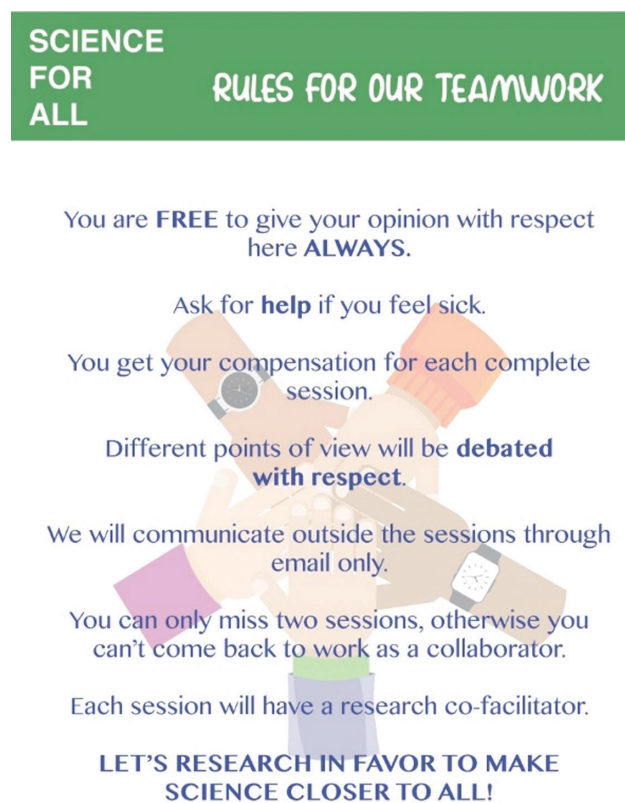 SCIENCE
FOR
ALL
RULES FOR OUR TEAMWORK
You are FREE to give your opinion with respect
here ALWAYS.
Ask for help if you feel sick.
You get your compensation for each complete
session.
Different points of view will be debated
with respect.
We will communicate outside the sessions through
email only.
You can only miss two sessions, otherwise you
can't come back to work as a collaborator.
Each session will have a research co-facilitator.
LET'S RESEARCH IN FAVOR TO MAKE
SCIENCE CLOSER TO ALL!